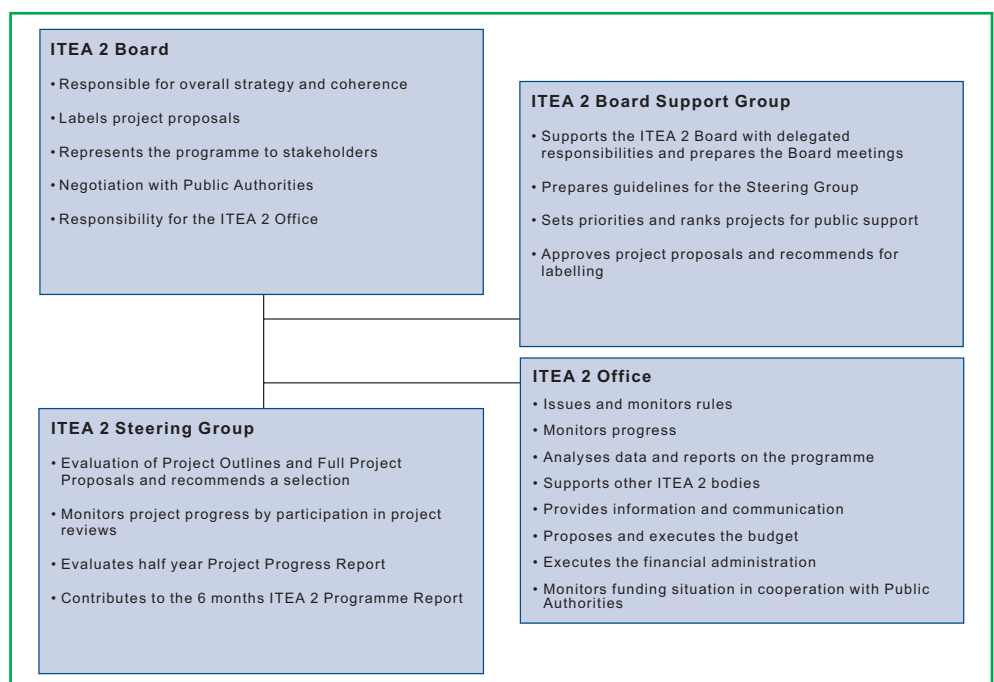 ITEA 2 Board
• Responsible for overall strategy and coherence
• Labels project proposals
• Represents the programme to stakeholders
• Negotiation with Public Authorities
• Responsibility for the ITEA 2 Office
ITEA 2 Board Support Group
• Supports the ITEA 2 Board with delegated
responsibilities and prepares the Board meetings
• Prepares guidelines for the Steering Group
• Sets priorities and ranks projects for public support
• Approves project proposals and recommends for
labelling
ITEA 2 Steering Group
• Evaluation of Project Outlines and Full Project
Proposals and recommends a selection
• Monitors project progress by participation in project
reviews
• Evaluates half year Project Progress Report
• Contributes to the 6 months ITEA 2 Programme Report
ITEA 2 Office
• Issues and monitors rules
• Monitors progress
• Analyses data and reports on the programme
• Supports other ITEA 2 bodies
• Provides information and communication
• Proposes and executes the budget
• Executes the financial administration
• Monitors funding situation in cooperation with Public
Authorities